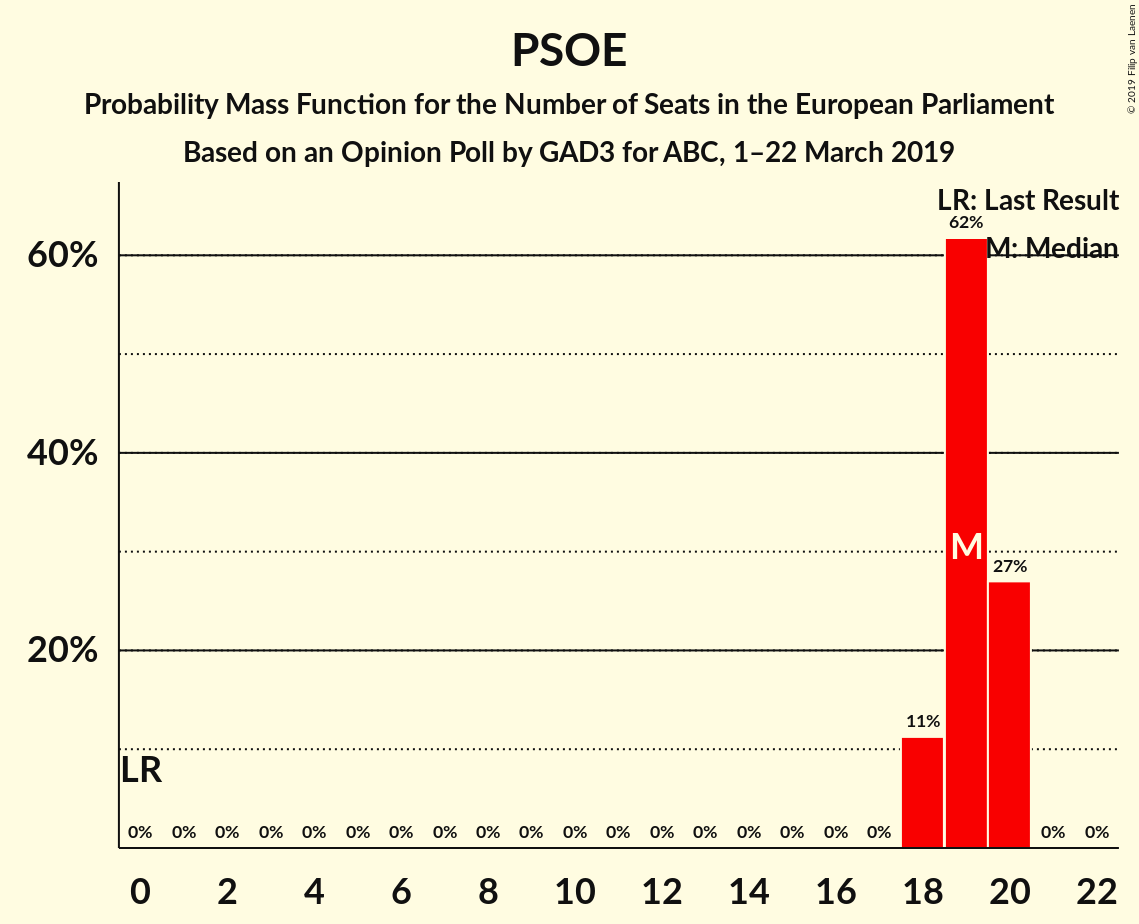 PSOE
Probability Mass Function for the Number of Seats in the European Parliament
Based on an Opinion Poll by GAD3 for ABC, 1–22 March 2019
© 2019 Filip van Laenen
LR: Last Result
M: Median
62%
60%
40%
M
27%
20%
11%
LR
0% 0% 0% 0% 0% 0% 0% 0% 0% 0% 0% 0% 0% 0% 0% 0% 0% 0% 0% 0%
0 2 4 6 8 10 12 14 16 18 20 22